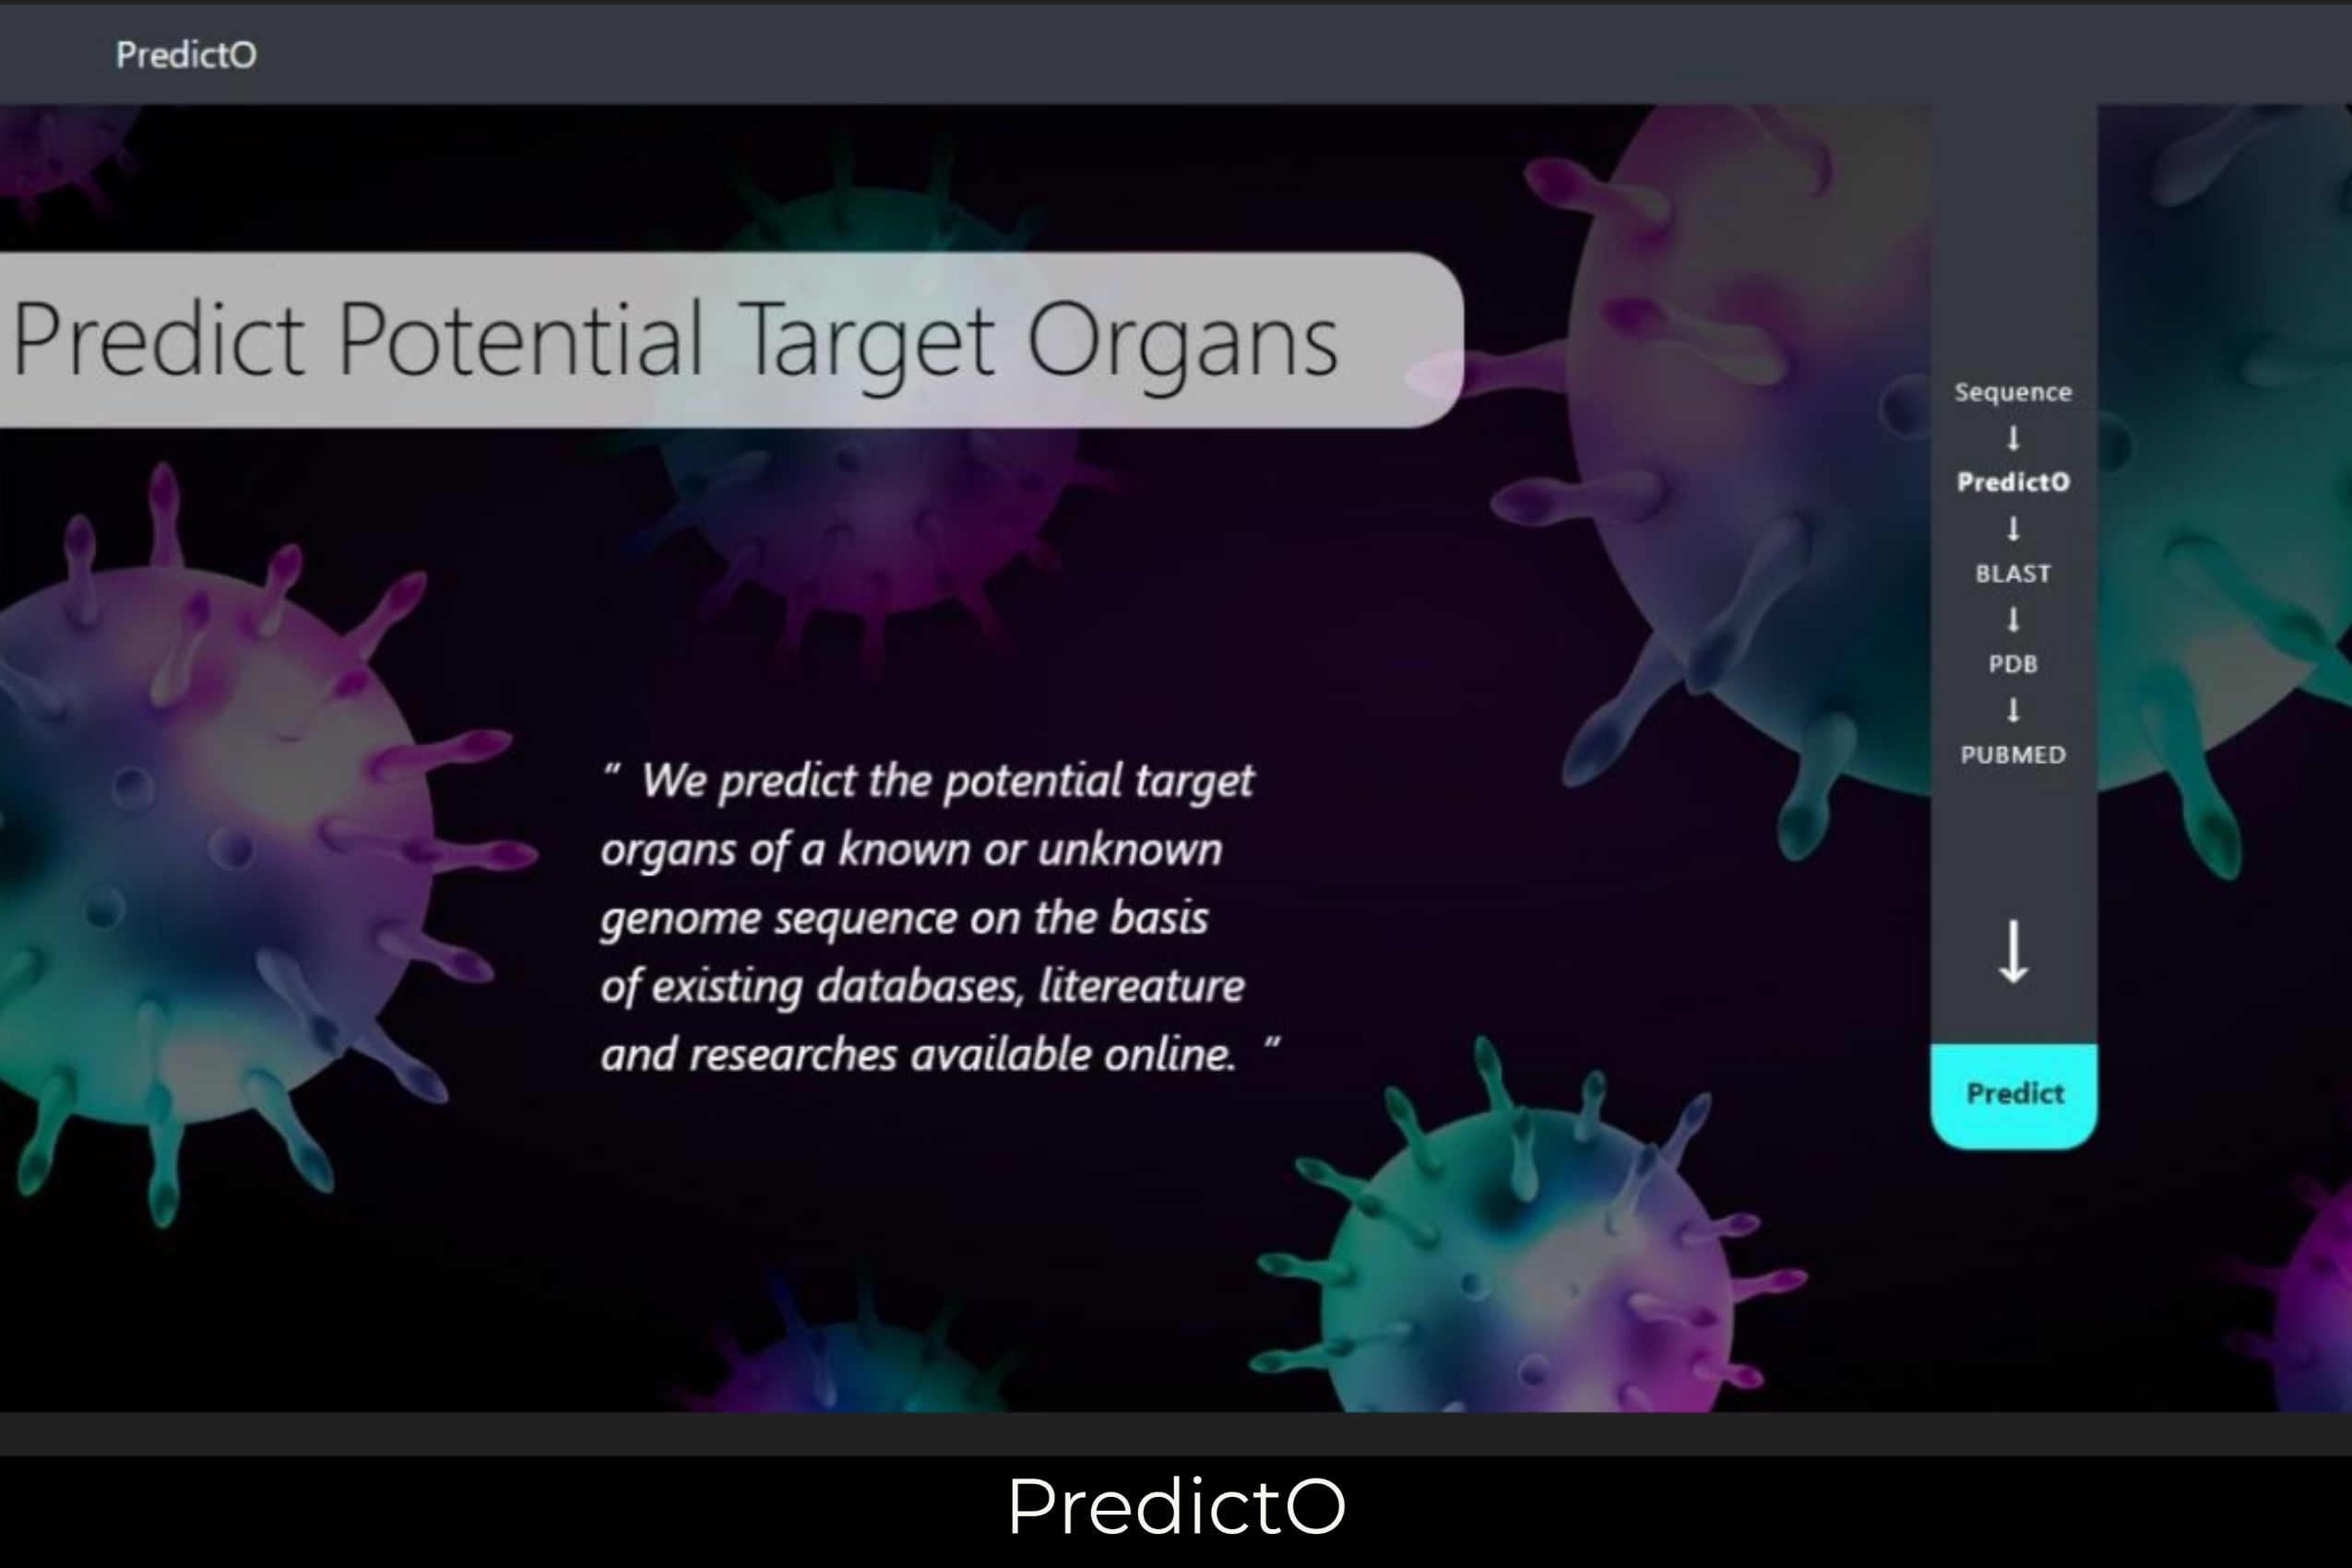 PredictO
Predict Potential Target Organs
" We predict the potential target
organs of a known or unknown
genome sequence on the basis
of existing databases, litereature
and researches available online. "
Sequence
↓
PredictO
↓
BLAST
↓
PDB
↓
PUBMED
↓
Predict
PredictO